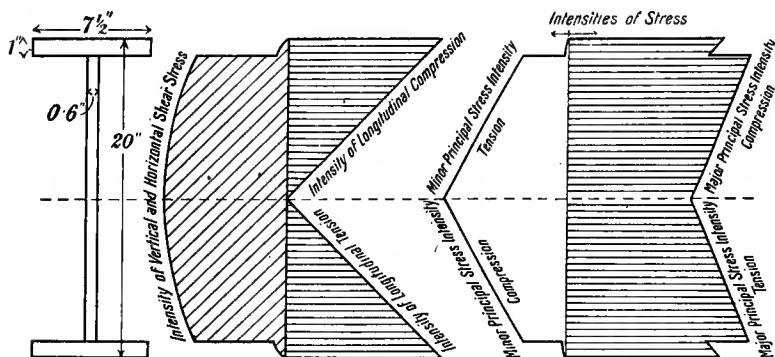 7½"
1"
0·6"
20"
Intensity of Vertical and Horizontal Shear Stress
Intensity of Longitudinal Compression
Intensity of Longitudinal Tension
Minor Principal Stress Intensity
Tension
Minor Principal Stress Intensity
Compression
Intensities of Stress
Major Principal Stress Intensity
Compression
Major Principal Stress Intensity
Tension